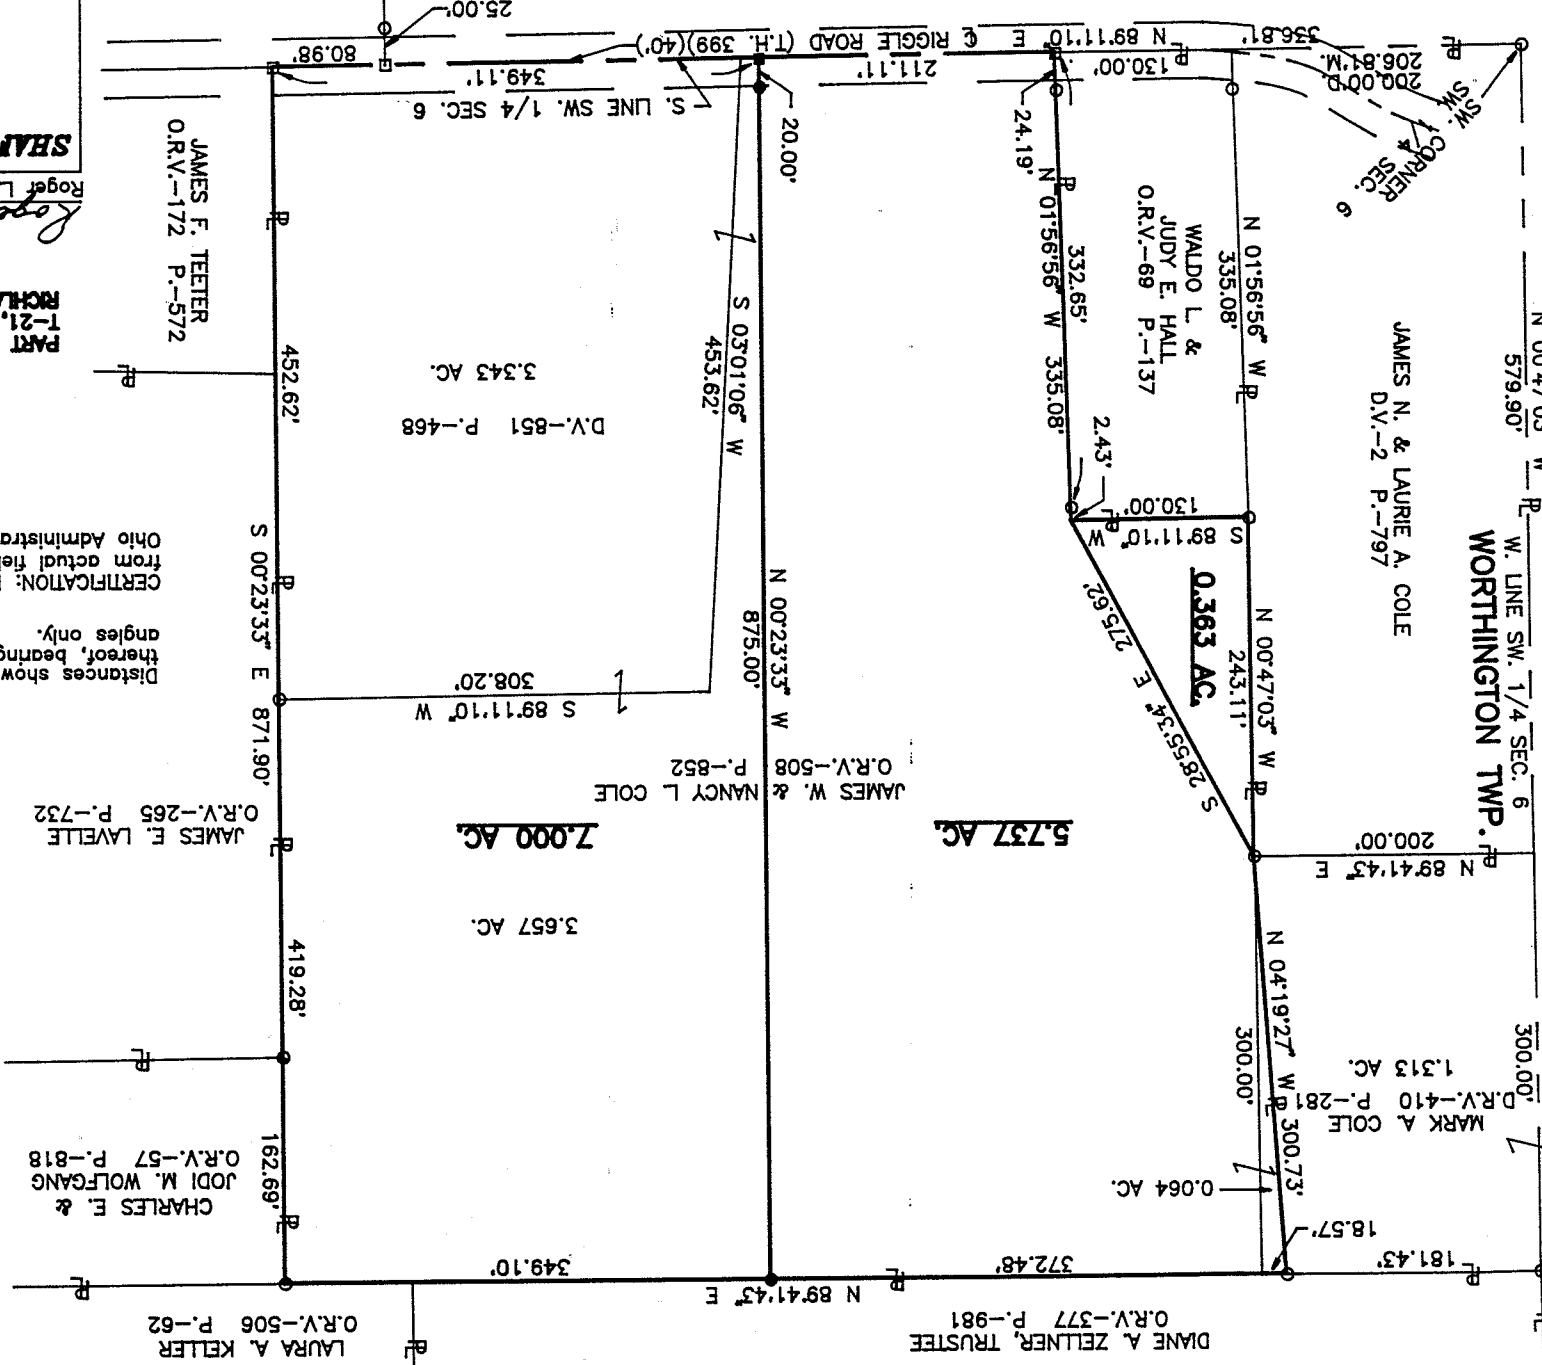 DIANE A. ZELLNER, TRUSTEE
O.R.V.-377 P.-981
LAURA A. KELLER
O.R.V.-506 P.-62
N 89°41'43" E
181.43'
18.57'
372.48'
349.10'
0.064 AC.
MARK A. COLE
D.R.V.-410 P.-281
1.313 AC.
300.00'
N 04°19'27" W 300.73'
300.00'
CHARLES E. &
JODI M. WOLFGANG
O.R.V.-57 P.-818
162.69'
419.28'
3.657 AC.
N 89°41'43" E
200.00'
5.737 AC.
7.000 AC.
JAMES W. & NANCY L. COLE
O.R.V.-508 P.-852
JAMES E. LAVELLE
O.R.V.-265 P.-732
WORTHINGTON TWP.
W. LINE SW. 1/4 SEC. 6
579.90'
JAMES N. & LAURIE A. COLE
D.V.-2 P.-797
N 00°47'03" W
243.11'
0.363 AC.
S 28°55'34" E
275.62'
S 89°11'10" W
130.00'
2.43'
N 00°23'33" W
875.00'
S 89°11'10" W
308.20'
S 00°23'33" E 871.90'
Distances show
thereof, bearing
angles only.
CERTIFICATION:
from actual fiel
Ohio Administra
D.V.-851 P.-468
3.343 AC.
S 03°01'06" W
453.62'
452.62'
N 01°56'56" W
335.08'
WALDO L. &
JUDY E. HALL
O.R.V.-69 P.-137
N 01°56'56" W 335.08'
332.65'
24.19'
20.00'
JAMES F. TEETER
O.R.V.-172 P.-572
PART
T-21,
RICHLA
Roger L
SHA
SW. CORNER
SW. 1/4 SEC. 6
S. LINE SW. 1/4 SEC. 6
200.00'D
206.81'M.
336.81'
130.00'
211.11'
349.11'
80.98'
N 89°11'10" E ℄ RIGGLE ROAD (T.H. 399)(40')
25.00'